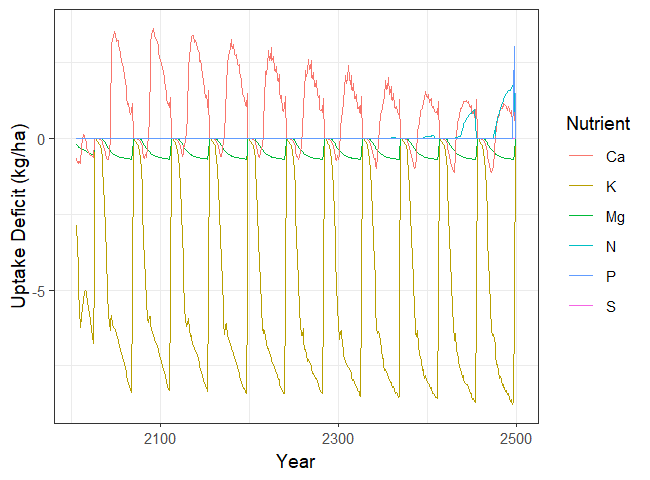 0
-5
2100
2300
2500
Year
Uptake Deficit (kg/ha)
Nutrient
Ca
K
Mg
N
P
S